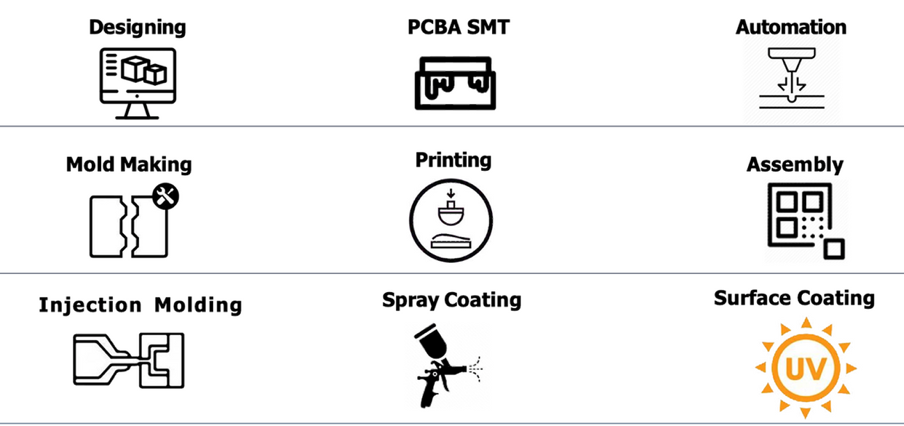 Designing
PCBA SMT
Automation
Mold Making
Printing
Assembly
Injection Molding
Spray Coating
Surface Coating
UV